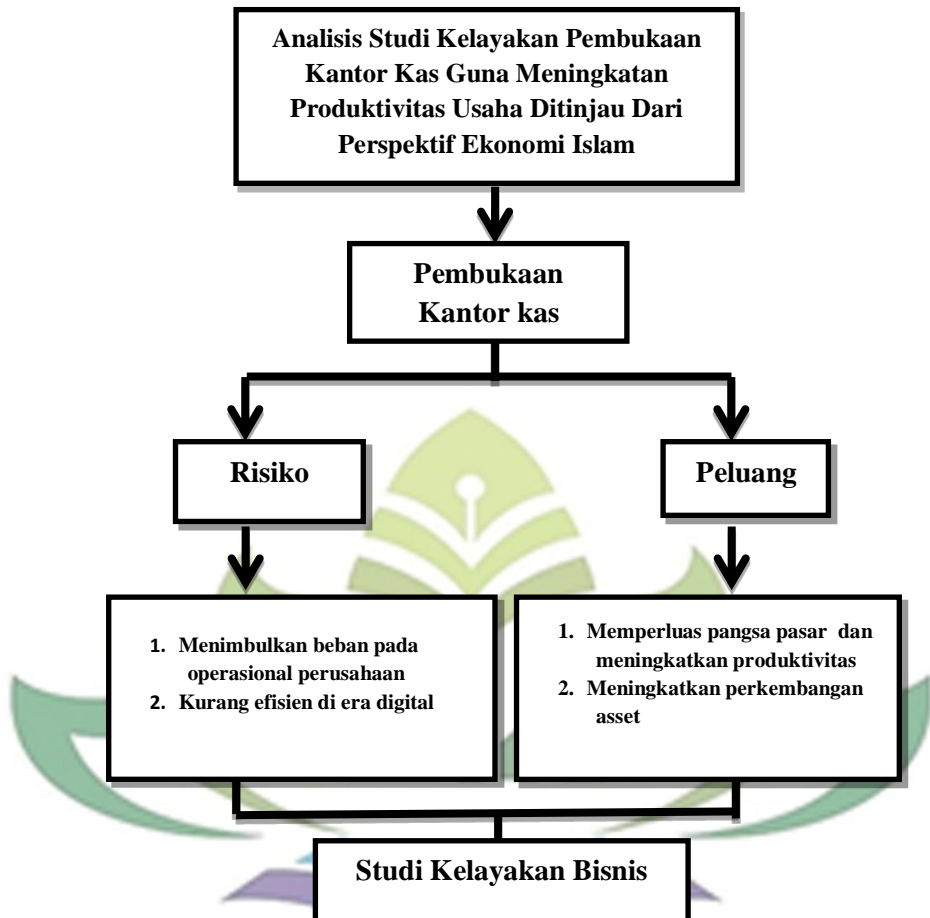 Analisis Studi Kelayakan Pembukaan
Kantor Kas Guna Meningkatan
Produktivitas Usaha Ditinjau Dari
Perspektif Ekonomi Islam
Pembukaan
Kantor kas
Risiko
Peluang
1. Menimbulkan beban pada
operasional perusahaan
2. Kurang efisien di era digital
1. Memperluas pangsa pasar dan
meningkatkan produktivitas
2. Meningkatkan perkembangan
asset
Studi Kelayakan Bisnis